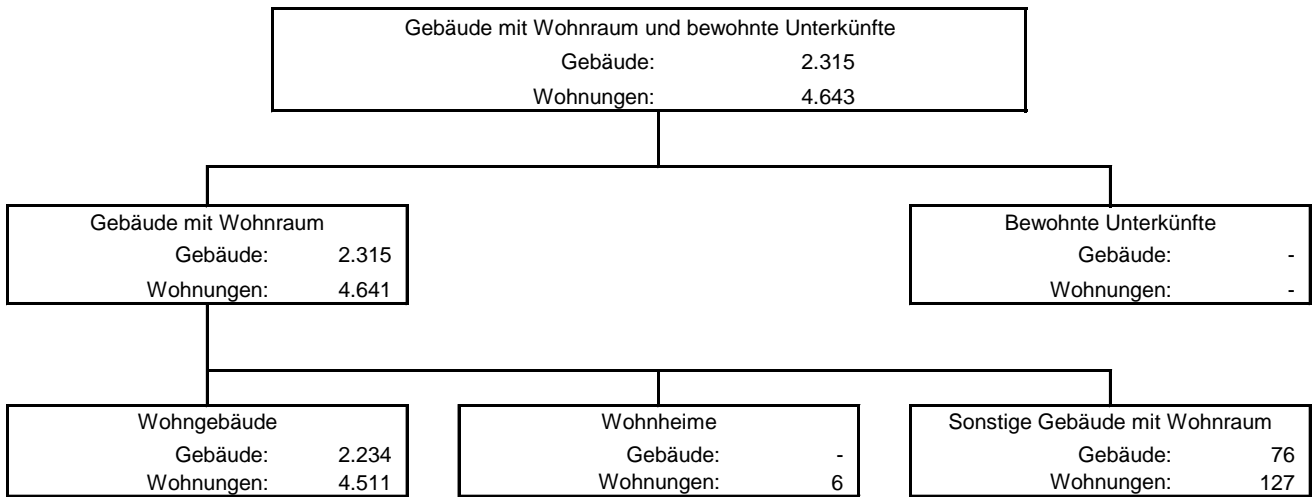 Gebäude mit Wohnraum und bewohnte Unterkünfte
Gebäude: 2.315
Wohnungen: 4.643
Gebäude mit Wohnraum
Gebäude: 2.315
Wohnungen: 4.641
Bewohnte Unterkünfte
Gebäude: -
Wohnungen: -
Wohngebäude
Gebäude: 2.234
Wohnungen: 4.511
Wohnheime
Gebäude: -
Wohnungen: 6
Sonstige Gebäude mit Wohnraum
Gebäude: 76
Wohnungen: 127